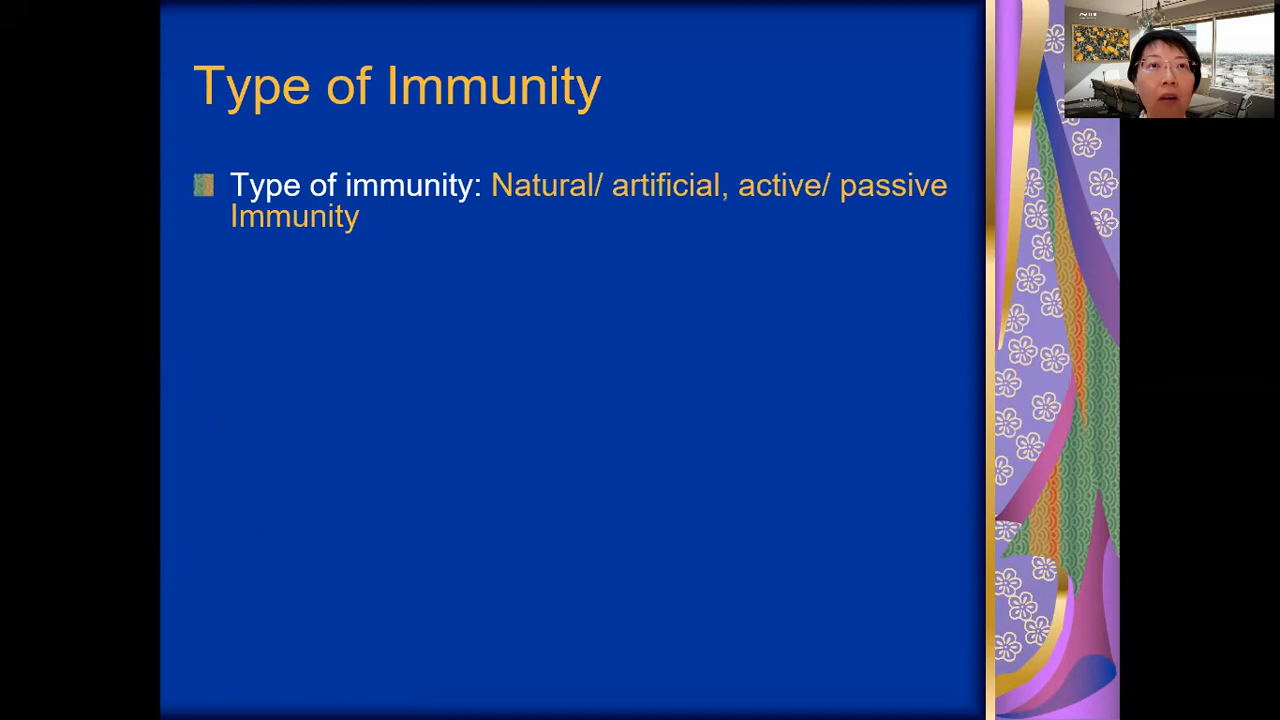 Type of Immunity
Type of immunity: Natural/ artificial, active/ passive
Immunity